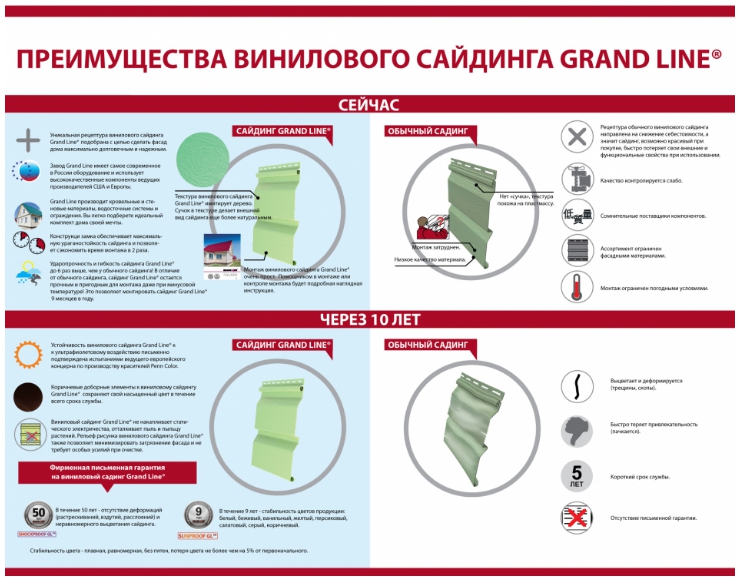 ПРЕИМУЩЕСТВА ВИНИЛОВОГО САЙДИНГА GRAND LINE®
СЕЙЧАС
Уникальная рецептура винилового сайдинга
Grand Line® подобрана с целью сделать фасад
дома максимально долговечным и надежным.
Завод Grand Line имеет самое современное
в России оборудование и использует
высококачественные компоненты ведущих
производителей США и Европы.
Grand Line производит кровельные и сте-
новые материалы, водосточные системы и
ограждения. Вы легко подберете идеальный
комплект дома своей мечты.
Конструкци замка обеспечивает максималь-
ную ураганостойкость сайдинга и позволя-
ет сэкономить время монтажа в 2 раза.
Ударопрочность и гибкость сайдинга Grand Line®
до 6 раз выше, чем у обычного сайдинга! В отличие
от обычного сайдинга, сайдинг Grand Line® остается
прочным и пригодным для монтажа даже при минусовой
температуре! Это позволяет монтировать сайдинг Grand Line®
9 месяцев в году.
САЙДИНГ GRAND LINE®
Текстура винилового сайдинга
Grand Line® имитирует дерево.
Сучок в текстуре делает внешний
вид сайдинга еще более натуральным.
Монтаж винилового сайдинга Grand Line®
очень прост. Помощником в монтаже или
контроле монтажа будет подробная наглядная
инструкция.
ОБЫЧНЫЙ САДИНГ
Нет «сучка», текстура
похожа на пластмассу.
Монтаж затруднен.
Низкое качество материала.
Рецептура обычного винилового сайдинга
направлена на снижение себестоимости, а
значит сайдинг, возможно красивый при
покупке, быстро потеряет свои внешние и
функциональные свойства при использовании.
Качество контролируется слабо.
Сомнительные поставщики компонентов.
Ассортимент ограничен
фасадными материалами.
Монтаж ограничен погодными условиями.
ЧЕРЕЗ 10 ЛЕТ
Устойчивость винилового сайдинга Grand Line® к
к ультрафиолетовому воздействию письменно
подтверждена испытаниями ведущего европейского
концерна по производству красителей Penn Color.
Коричневые доборные элементы к виниловому сайдингу
Grand Line® сохраняет свой насыщенный цвет в течение
всего срока службы.
Виниловый сайдинг Grand Line® не накапливает стати-
ческого электричества, отталкивает пыль и пыльцу
растений. Рельеф рисунка винилового сайдинга Grand Line®
также позволяет минимизировать загрязнение фасада и не
требует особых усилий при очистке.
Фирменная письменная гарантия
на виниловый садинг Grand Line®
50
SHOCKPROOF GL™
В течение 50 лет - отсутствие деформаций
(растрескиваний, вздутий, расслоений) и
неравномерного выцветания сайдинга.
9
SUNPROOF GL™
В течение 9 лет - стабильность цветов продукции:
белый, бежевый, ванильный, желтый, персиковый,
салатовый, серый, коричневый.
Стабильность цвета - плавная, равномерная, без пятен, потеря цвета не более чем на 5% от первоначального.
САЙДИНГ GRAND LINE®
ОБЫЧНЫЙ САДИНГ
Выцветает и деформируется
(трещины, сколы).
Быстро теряет привлекательность
(пачкается).
5
ЛЕТ
Короткий срок службы.
Отсутствие письменной гарантии.